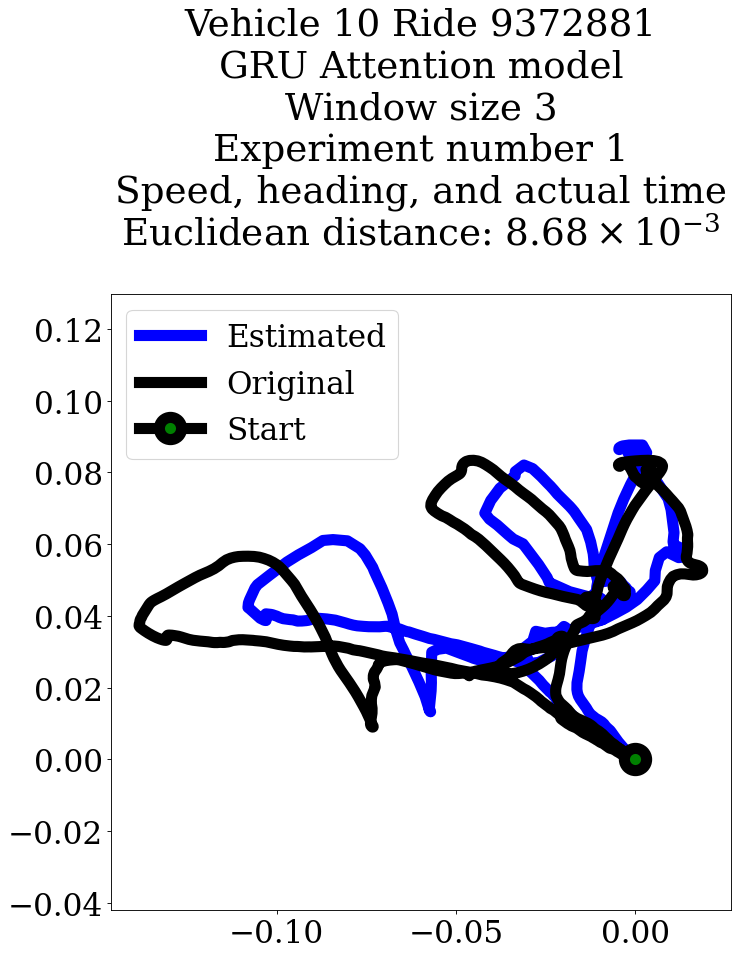 Vehicle 10 Ride 9372881
GRU Attention model
Window size 3
Experiment number 1
Speed, heading, and actual time
Euclidean distance: 8.68 × 10⁻³
Estimated
Original
Start
0.12
0.10
0.08
0.06
0.04
0.02
0.00
−0.02
−0.04
−0.10 −0.05 0.00